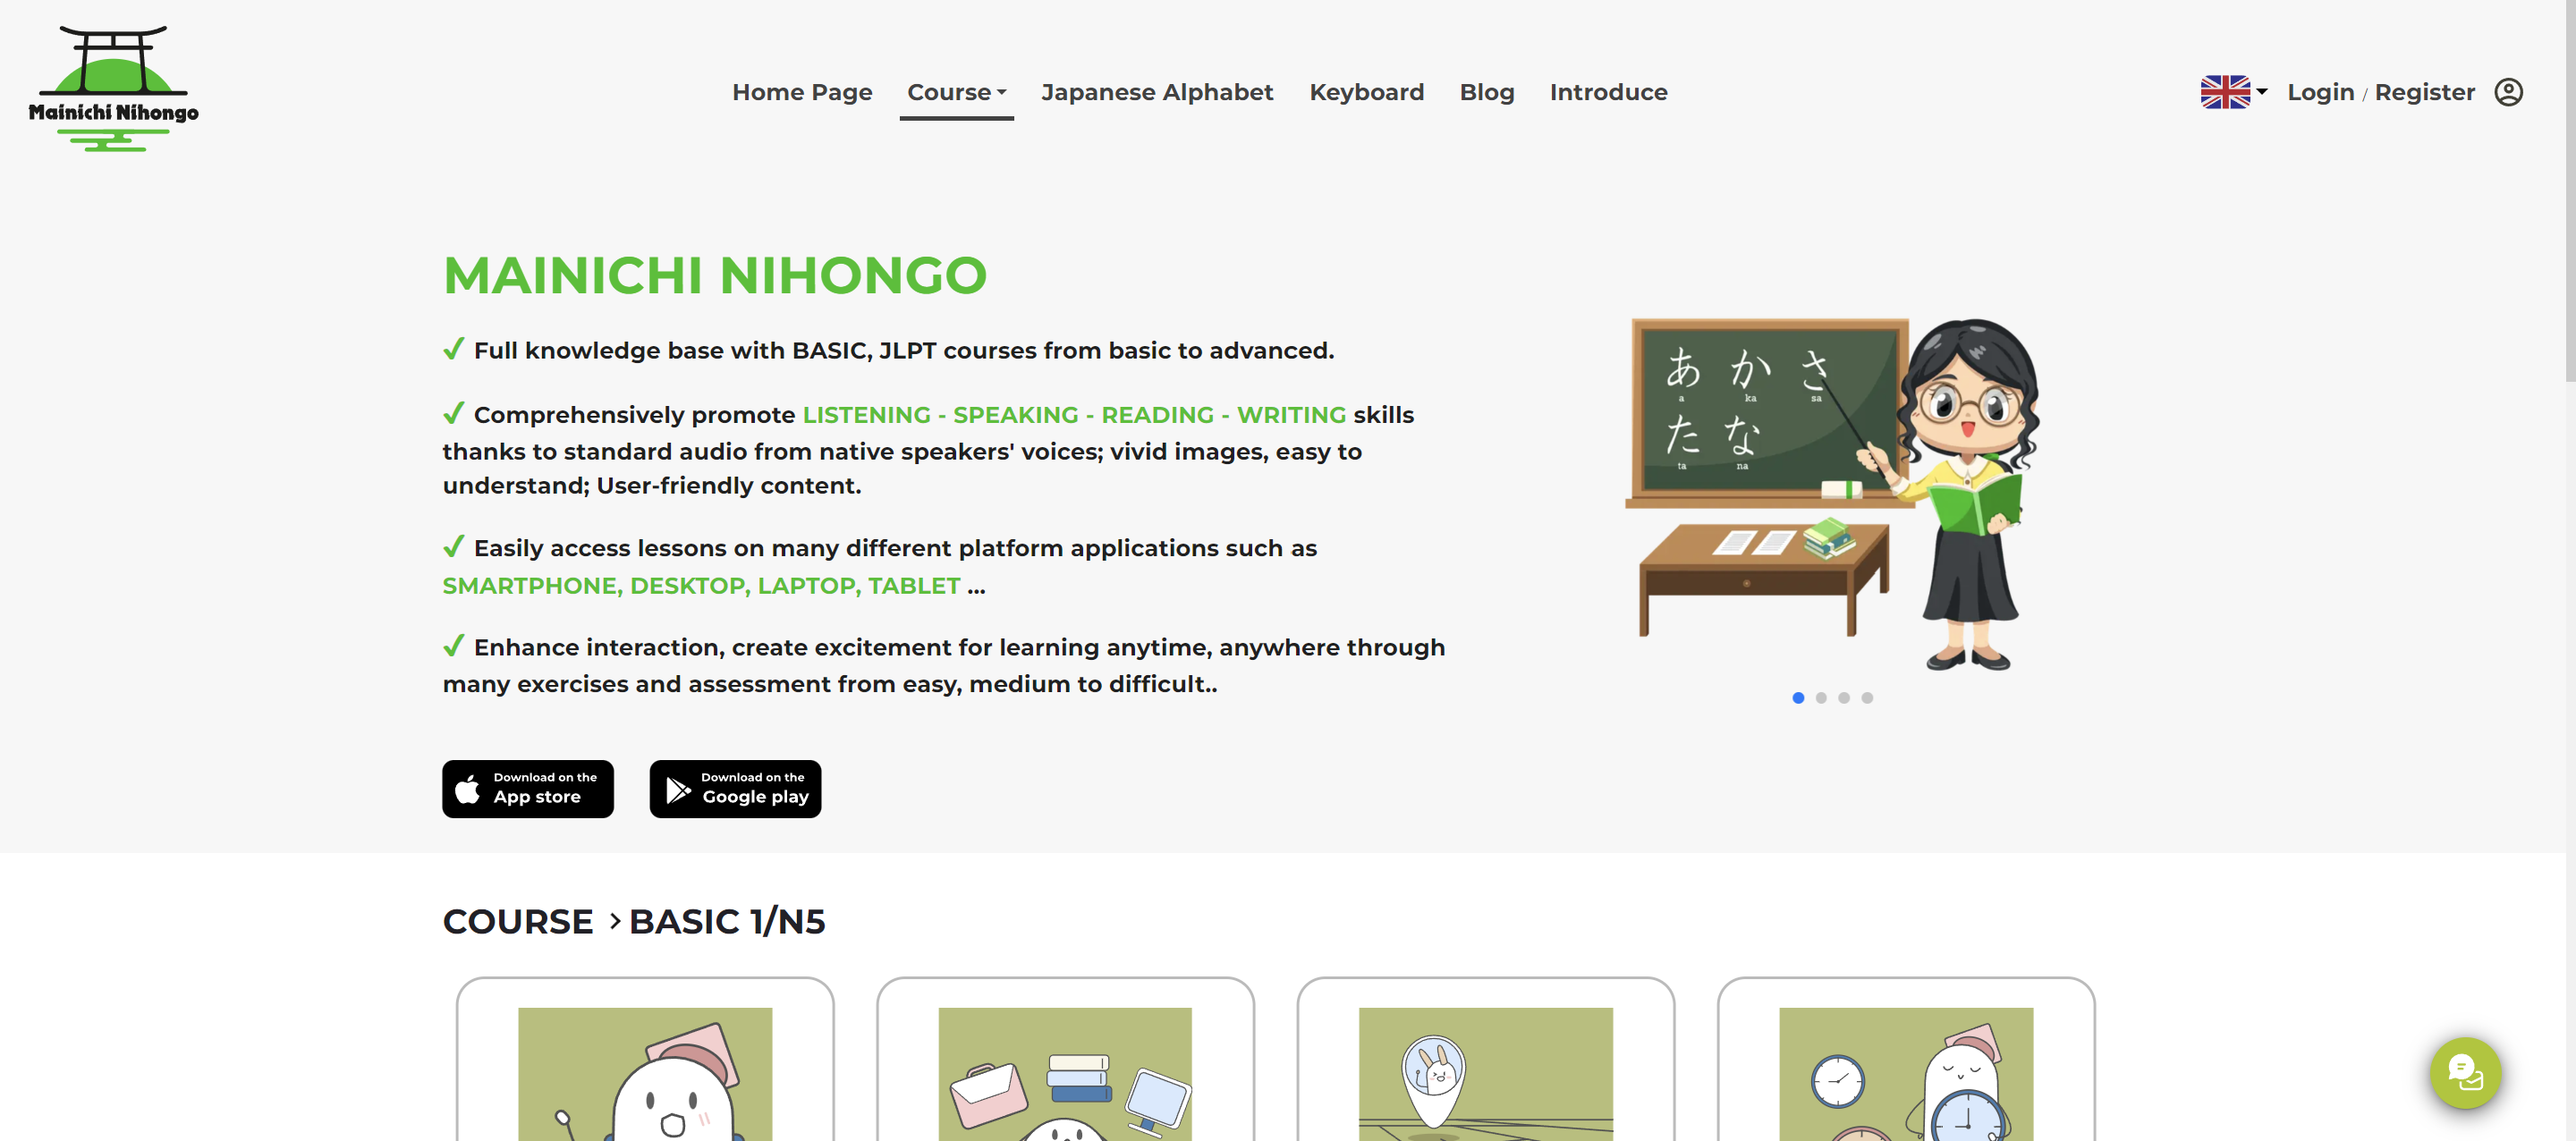 Mainichi Nihongo
Home Page
Course
Japanese Alphabet
Keyboard
Blog
Introduce
Login / Register
MAINICHI NIHONGO
Full knowledge base with BASIC, JLPT courses from basic to advanced.
Comprehensively promote LISTENING - SPEAKING - READING - WRITING skills
thanks to standard audio from native speakers' voices; vivid images, easy to
understand; User-friendly content.
Easily access lessons on many different platform applications such as
SMARTPHONE, DESKTOP, LAPTOP, TABLET ...
Enhance interaction, create excitement for learning anytime, anywhere through
many exercises and assessment from easy, medium to difficult..
あ か さ
a ka sa
た な
ta na
Download on the
App store
Download on the
Google play
COURSE > BASIC 1/N5